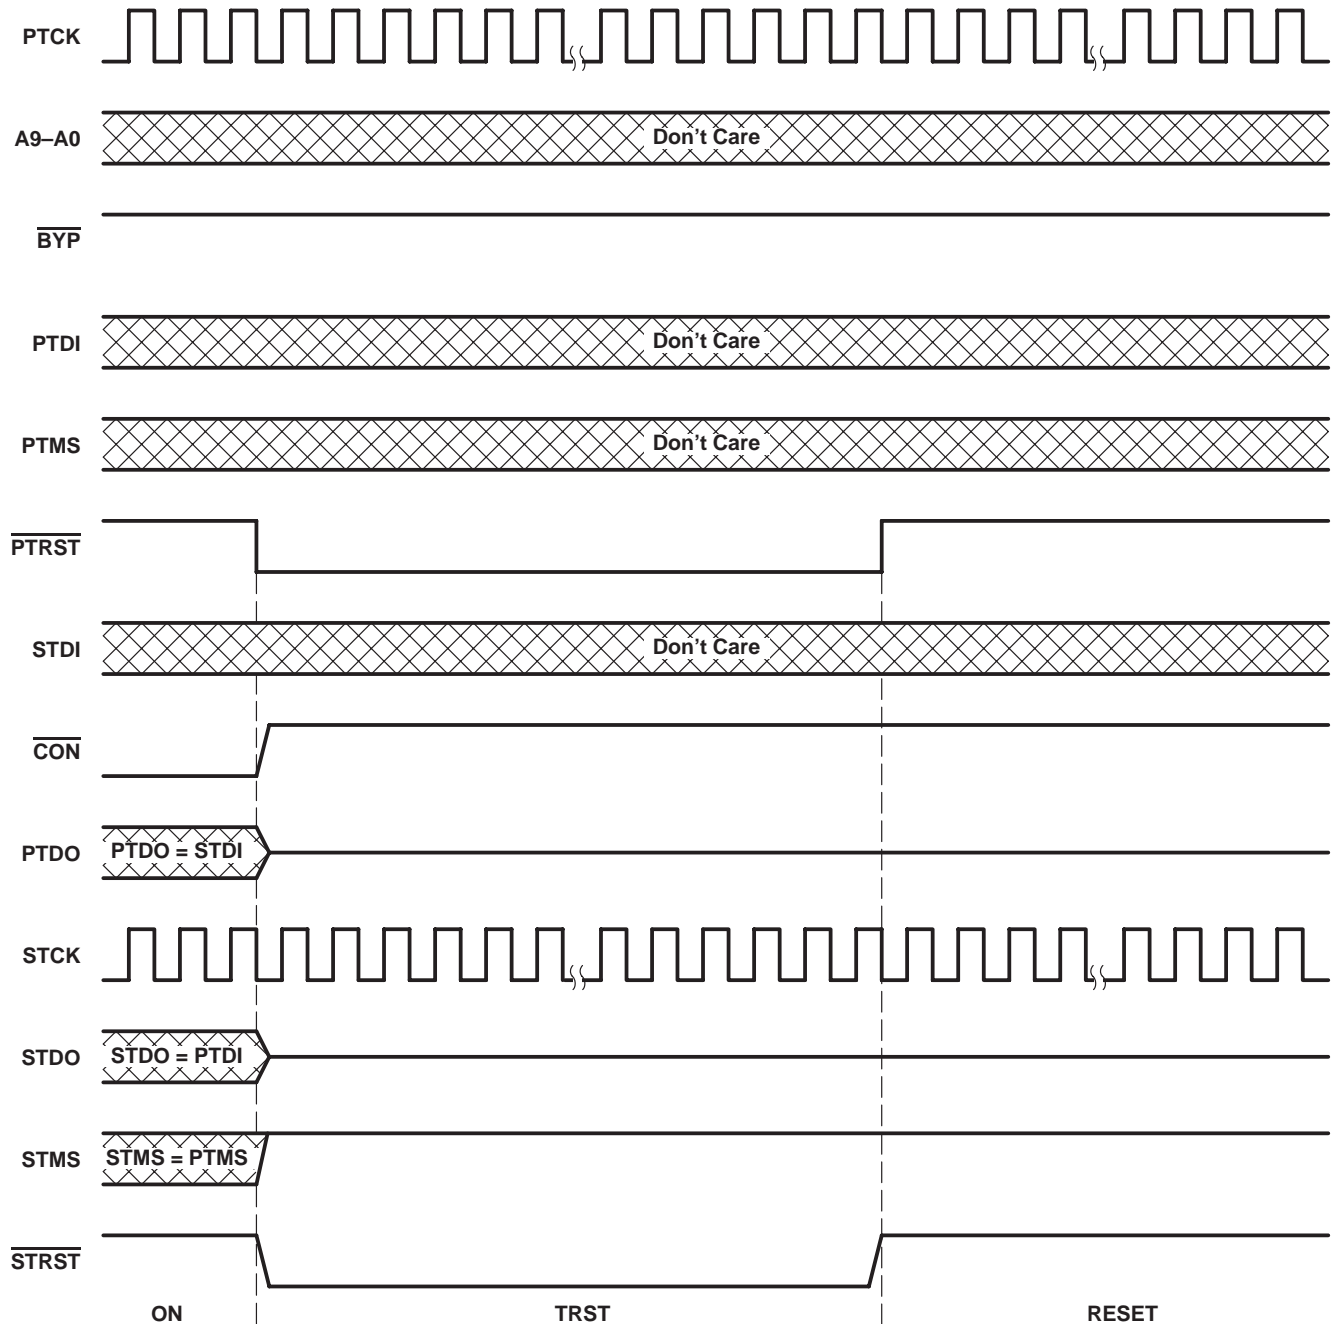 PTCK
A9–A0
Don't Care
BYP
PTDI
Don't Care
PTMS
Don't Care
PTRST
STDI
Don't Care
CON
PTDO
PTDO = STDI
STCK
STDO
STDO = PTDI
STMS
STMS = PTMS
STRST
ON TRST RESET